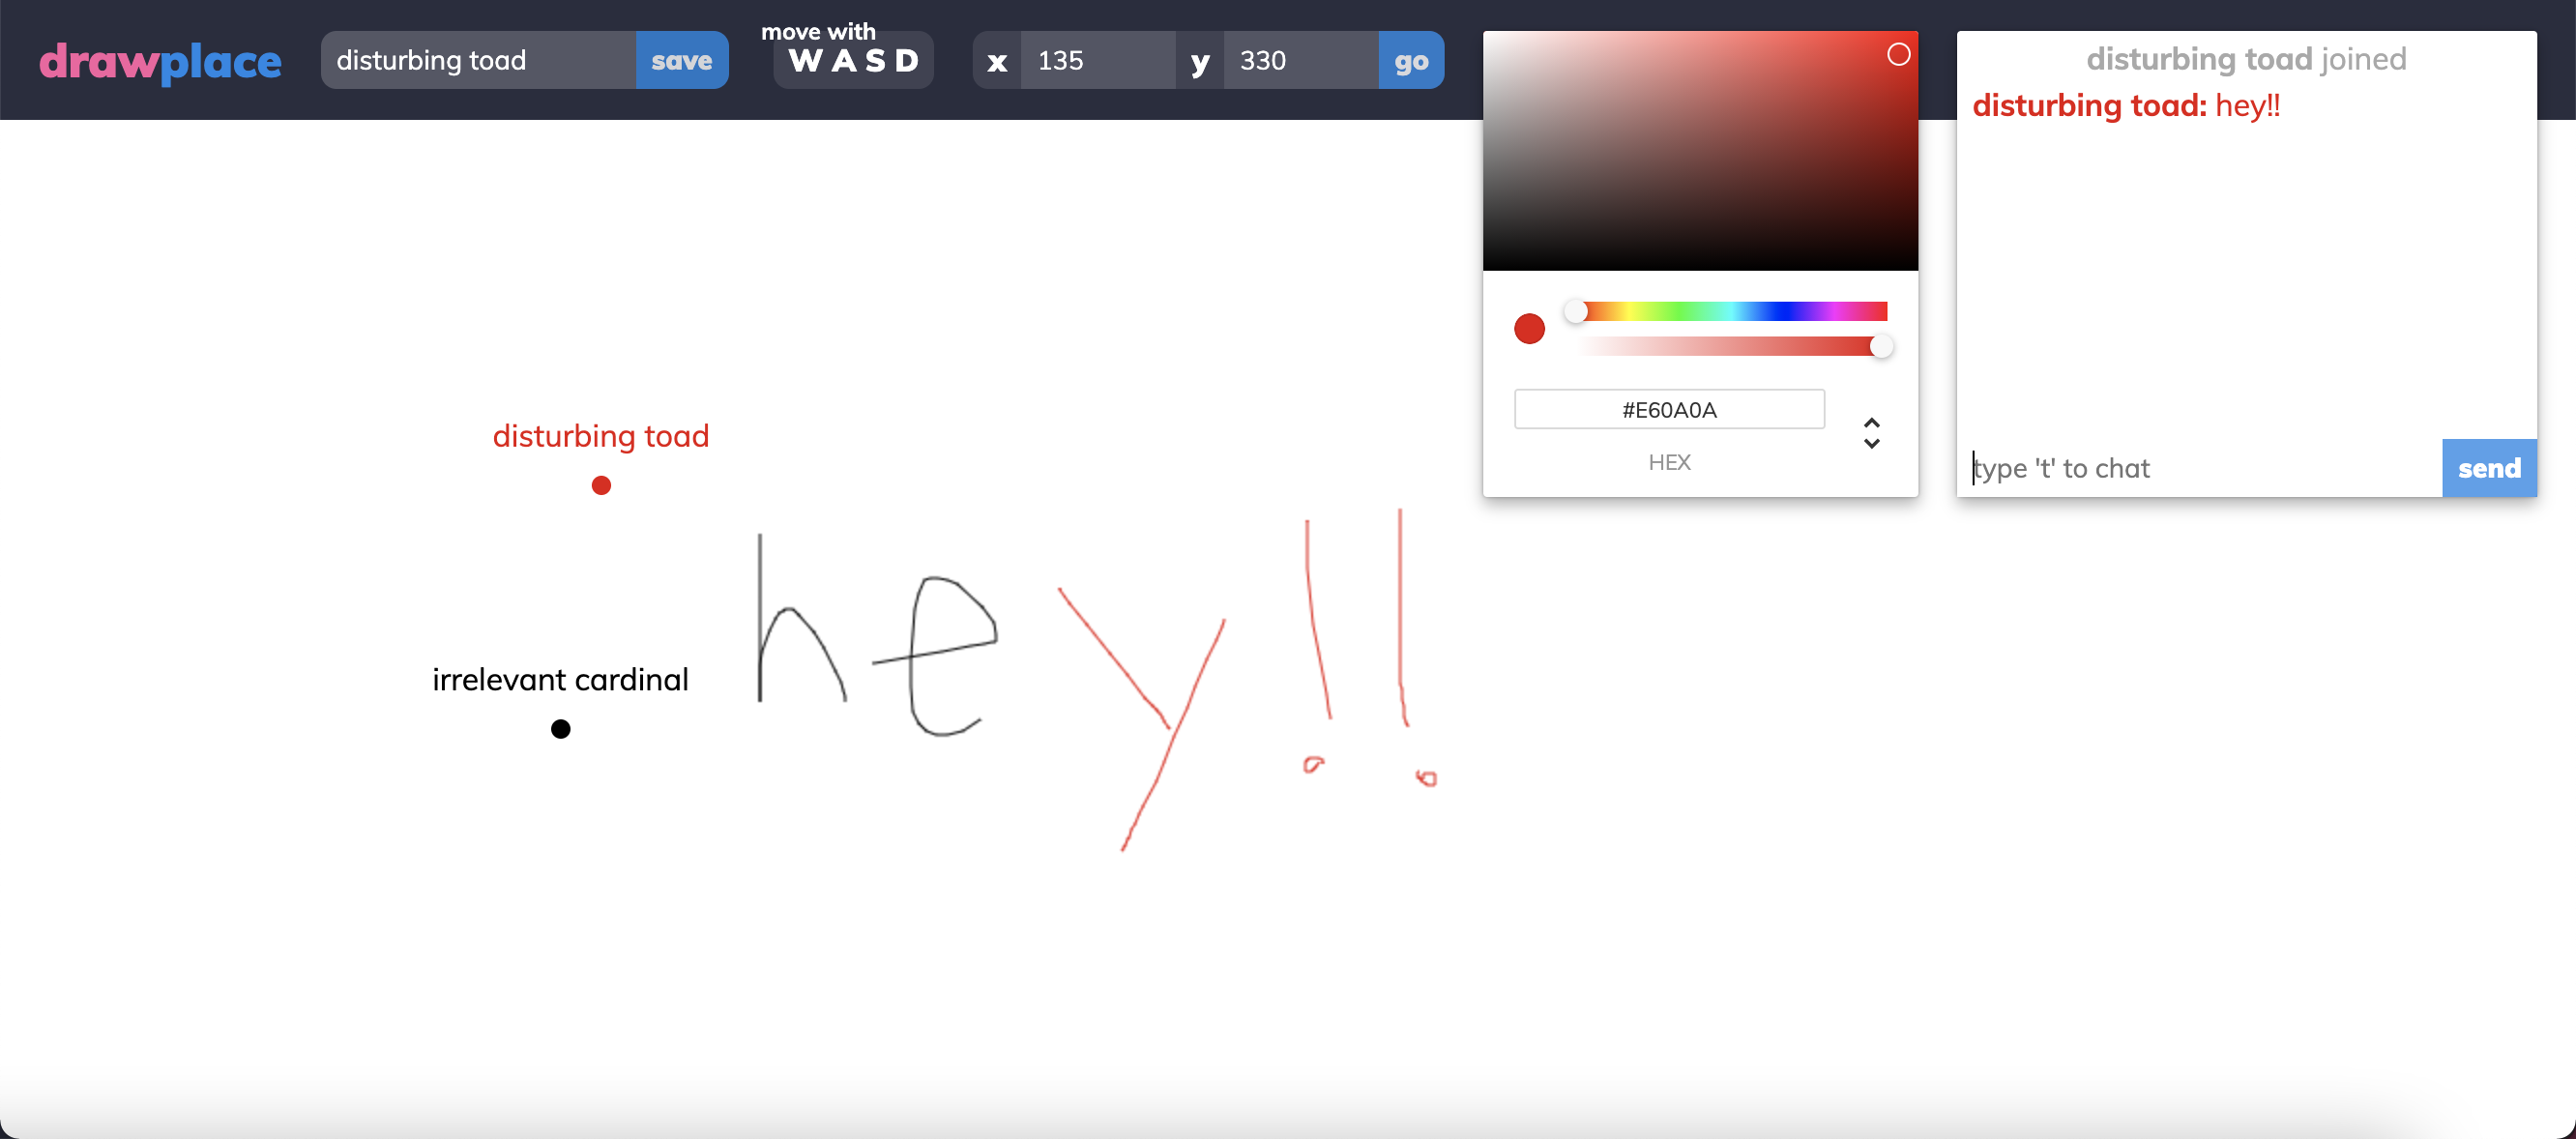 move with
drawplace disturbing toad save W A S D x 135 y 330 go
disturbing toad joined
disturbing toad: hey!!
#E60A0A
HEX
type 't' to chat send
disturbing toad
hey!!
irrelevant cardinal